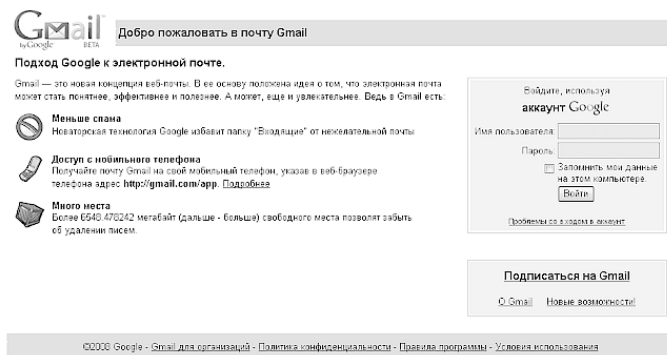 Gmail
by Google BETA
Добро пожаловать в почту Gmail
Подход Google к электронной почте.
Gmail — это новая концепция веб-почты. В ее основу положена идея о том, что электронная почта
может стать понятнее, эффективнее и полезнее. А может, еще и увлекательнее. Ведь в Gmail есть:
Меньше спама
Новаторская технология Google избавит папку "Входящие" от нежелательной почты
Доступ с мобильного телефона
Получайте почту Gmail на свой мобильный телефон, указав в веб-браузере
телефона адрес http://gmail.com/app. Подробнее
Много места
Более 6548.478242 мегабайт (дальше - больше) свободного места позволят забыть
об удалении писем.
Войдите, используя
аккаунт Google
Имя пользователя:
Пароль:
Запомнить мои данные
на этом компьютере.
Войти
Проблемы со входом в аккаунт
Подписаться на Gmail
О Gmail Новые возможности!
©2008 Google - Gmail для организаций - Политика конфиденциальности - Правила программы - Условия использования